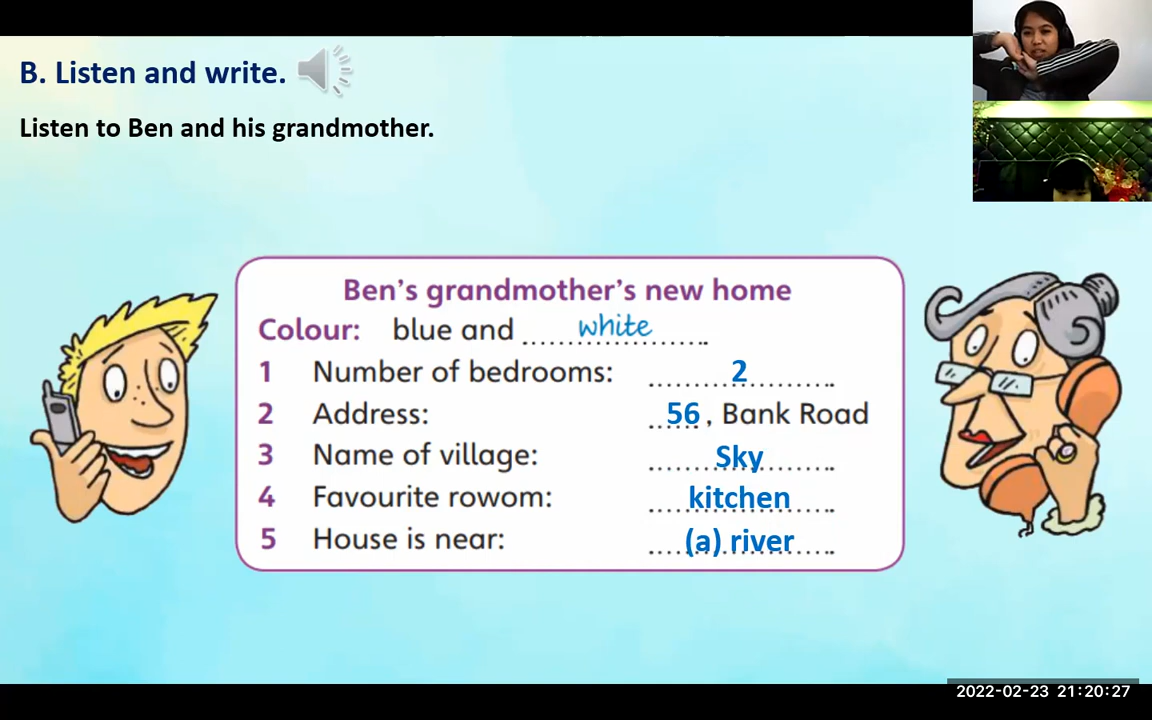 B. Listen and write.
Listen to Ben and his grandmother.
Ben's grandmother's new home
Colour: blue and white
1 Number of bedrooms: 2
2 Address: 56, Bank Road
3 Name of village: Sky
4 Favourite rowom: kitchen
5 House is near: (a) river
2022-02-23 21:20:27